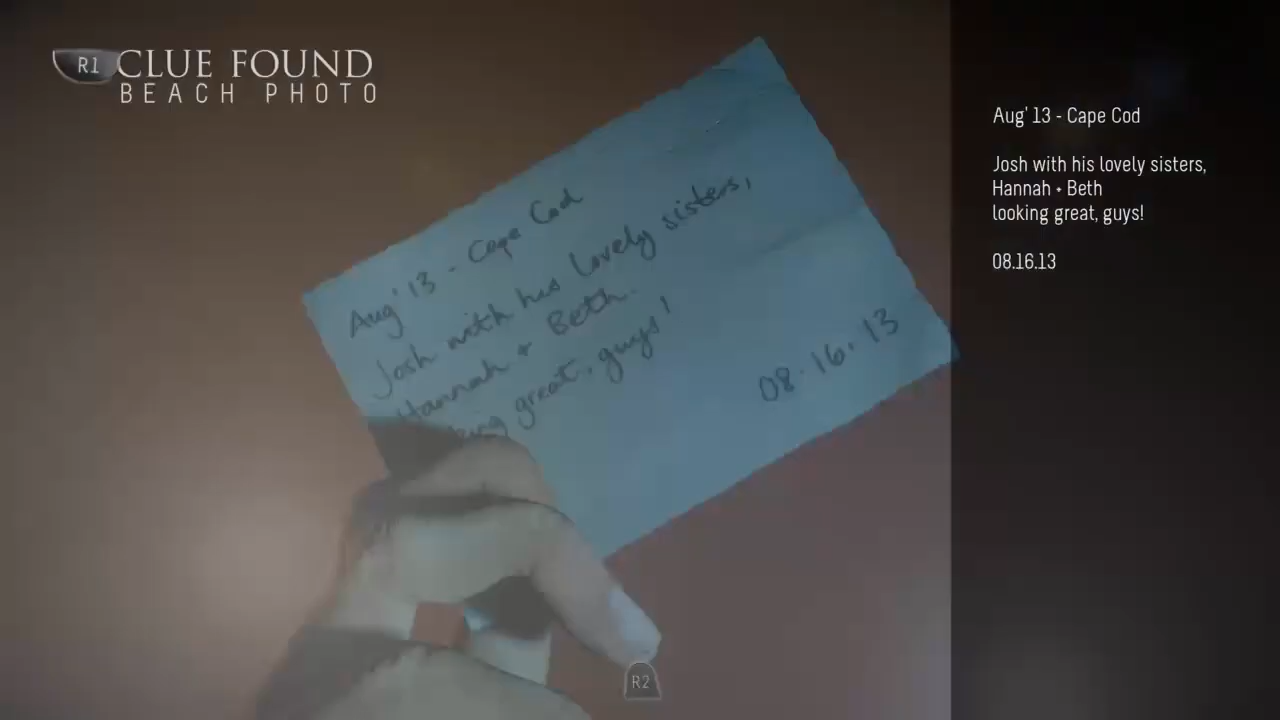 R1 CLUE FOUND
BEACH PHOTO
Aug' 13 - Cape Cod
Josh with his lovely sisters,
Hannah + Beth.
king great, guys!
08.16.13
Aug' 13 - Cape Cod
Josh with his lovely sisters,
Hannah + Beth
looking great, guys!
08.16.13
R2